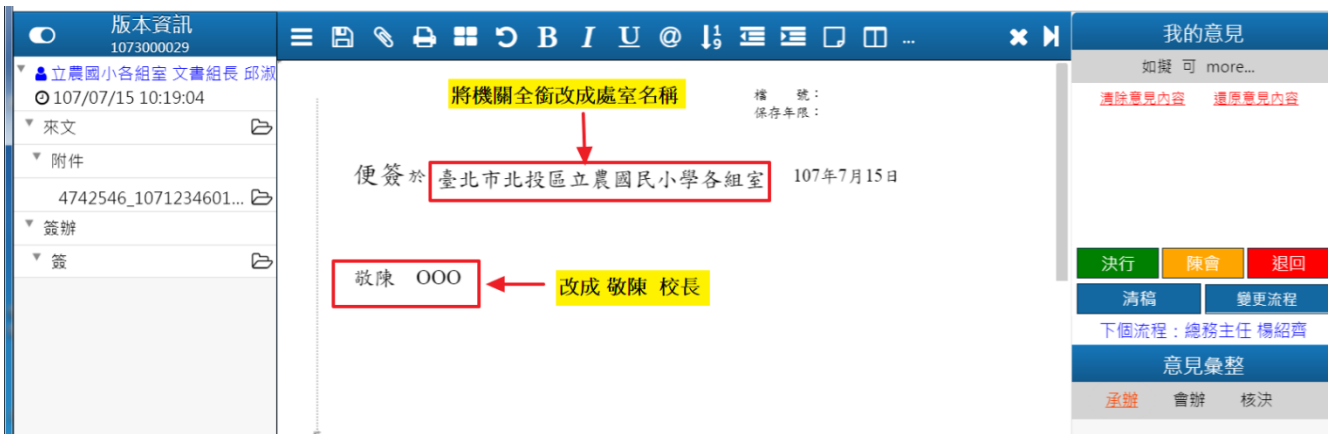 版本資訊
1073000029
立農國小各組室 文書組長 邱淑
107/07/15 10:19:04
來文
附件
4742546_1071234601...
簽辦
簽
B I U @ ...
將機關全銜改成處室名稱
檔 號：
保存年限：
便簽於 臺北市北投區立農國民小學各組室 107年7月15日
敬陳 OOO
改成 敬陳 校長
我的意見
如擬 可 more...
清除意見內容 還原意見內容
決行 陳會 退回
清稿 變更流程
下個流程：總務主任 楊紹齊
意見彙整
承辦 會辦 核決